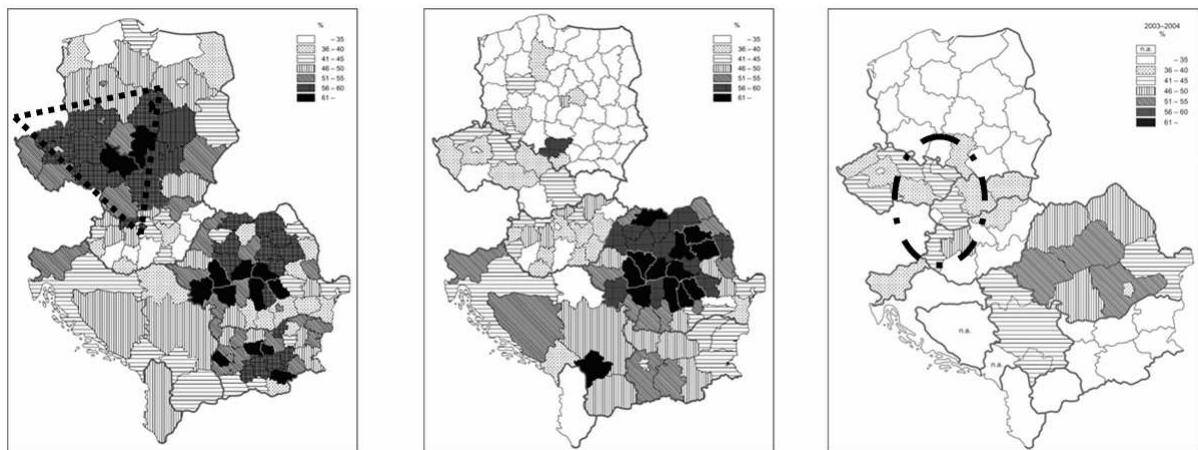 %
– 35
36 – 40
41 – 45
46 – 50
51 – 55
56 – 60
61 –
%
– 35
36 – 40
41 – 45
46 – 50
51 – 55
56 – 60
61 –
2003–2004
%
n.a.
– 35
36 – 40
41 – 45
46 – 50
51 – 55
56 – 60
61 –
n.a.
n.a.